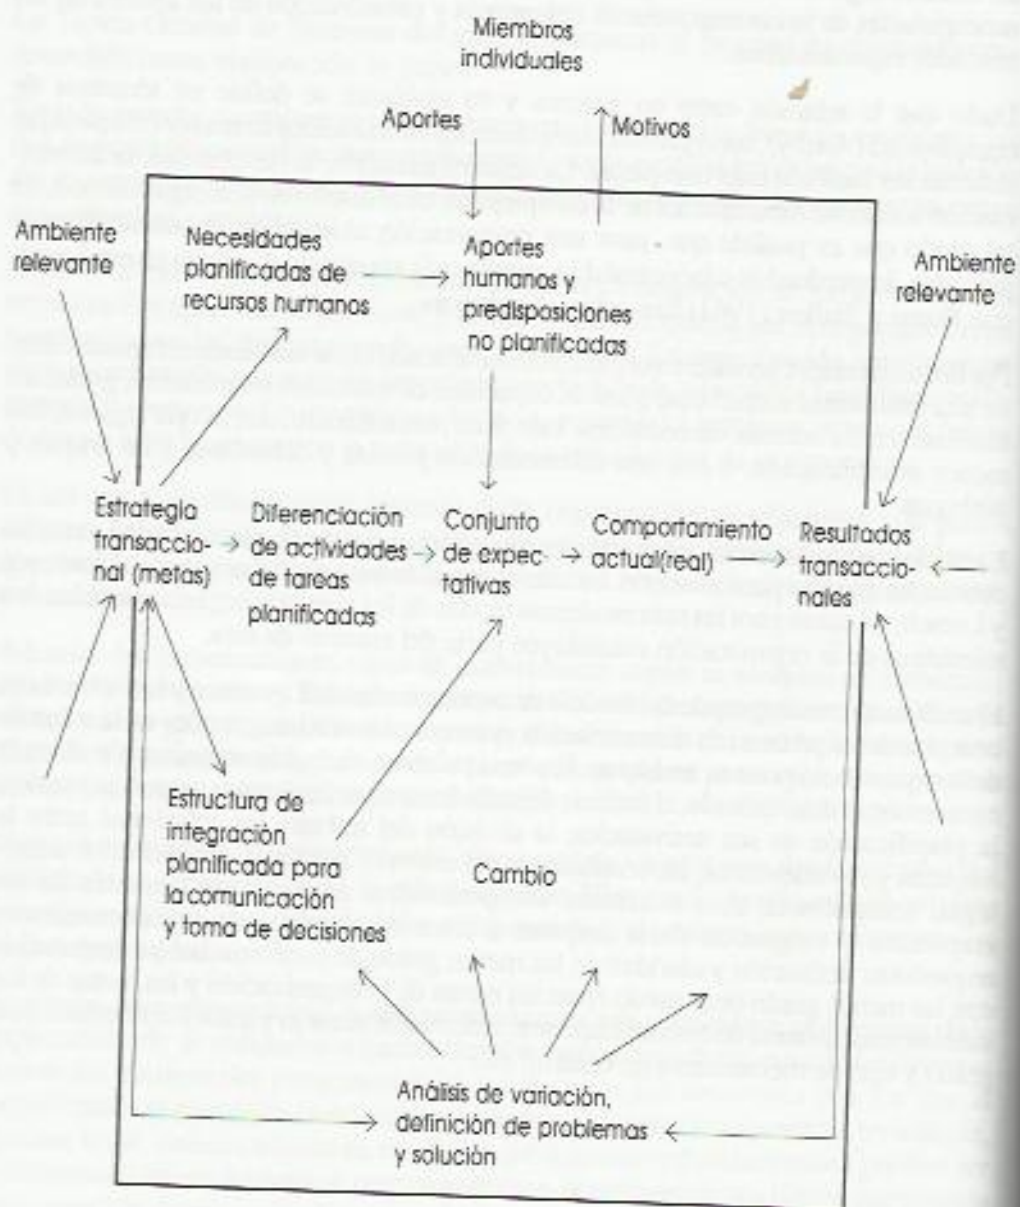 Miembros
individuales
Aportes
Motivos
Ambiente
relevante
Necesidades
planificadas de
recursos humanos
Aportes
humanos y
predisposiciones
no planificadas
Ambiente
relevante
Estrategia
transaccio-
nal (metas)
Diferenciación
de actividades
de tareas
planificadas
Conjunto
de expec-
tativas
Comportamiento
actual(real)
Resultados
transaccio-
nales
Estructura de
integración
planificada para
la comunicación
y toma de decisiones
Cambio
Análisis de variación,
definición de problemas
y solución